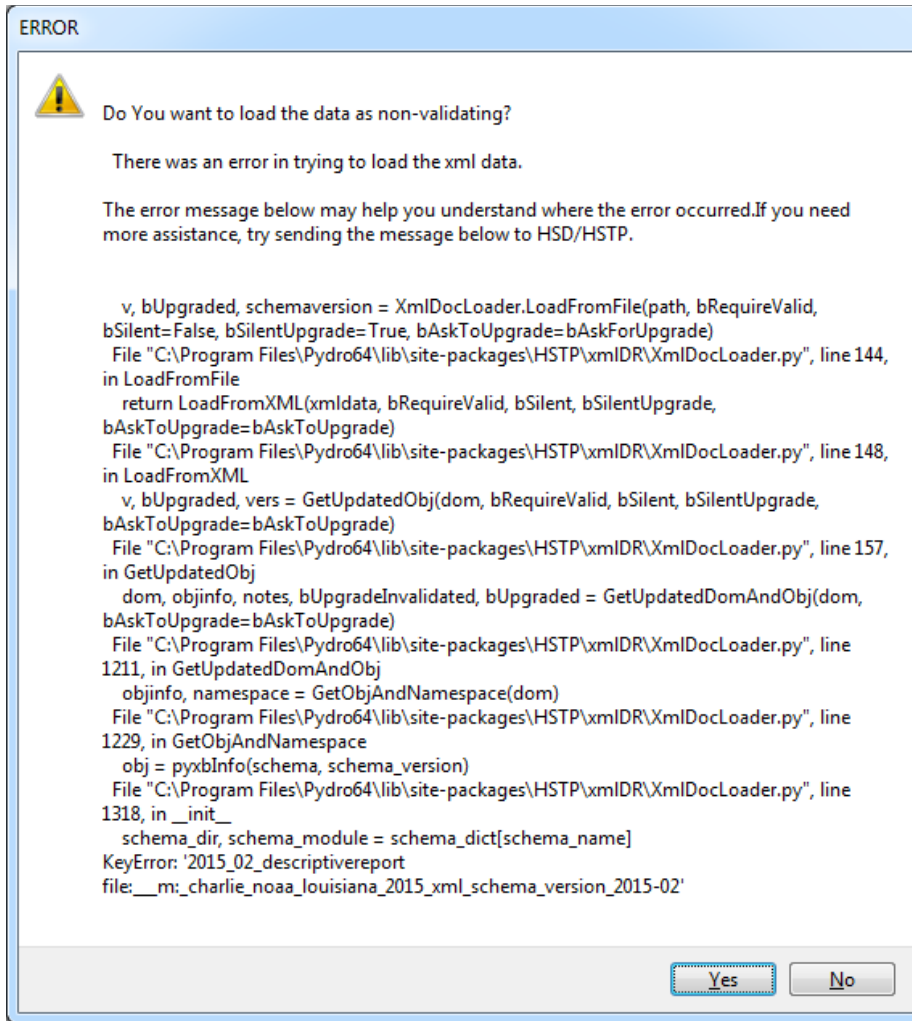 ERROR
Do You want to load the data as non-validating?
There was an error in trying to load the xml data.
The error message below may help you understand where the error occurred.If you need
more assistance, try sending the message below to HSD/HSTP.
v, bUpgraded, schemaversion = XmlDocLoader.LoadFromFile(path, bRequireValid,
bSilent=False, bSilentUpgrade=True, bAskToUpgrade=bAskForUpgrade)
File "C:\Program Files\Pydro64\lib\site-packages\HSTP\xmlDR\XmlDocLoader.py", line 144,
in LoadFromFile
return LoadFromXML(xmldata, bRequireValid, bSilent, bSilentUpgrade,
bAskToUpgrade=bAskToUpgrade)
File "C:\Program Files\Pydro64\lib\site-packages\HSTP\xmlDR\XmlDocLoader.py", line 148,
in LoadFromXML
v, bUpgraded, vers = GetUpdatedObj(dom, bRequireValid, bSilent, bSilentUpgrade,
bAskToUpgrade=bAskToUpgrade)
File "C:\Program Files\Pydro64\lib\site-packages\HSTP\xmlDR\XmlDocLoader.py", line 157,
in GetUpdatedObj
dom, objinfo, notes, bUpgradeInvalidated, bUpgraded = GetUpdatedDomAndObj(dom,
bAskToUpgrade=bAskToUpgrade)
File "C:\Program Files\Pydro64\lib\site-packages\HSTP\xmlDR\XmlDocLoader.py", line
1211, in GetUpdatedDomAndObj
objinfo, namespace = GetObjAndNamespace(dom)
File "C:\Program Files\Pydro64\lib\site-packages\HSTP\xmlDR\XmlDocLoader.py", line
1229, in GetObjAndNamespace
obj = pyxbInfo(schema, schema_version)
File "C:\Program Files\Pydro64\lib\site-packages\HSTP\xmlDR\XmlDocLoader.py", line
1318, in __init__
schema_dir, schema_module = schema_dict[schema_name]
KeyError: '2015_02_descriptivereport
file:___m:_charlie_noaa_louisiana_2015_xml_schema_version_2015-02'
Yes No